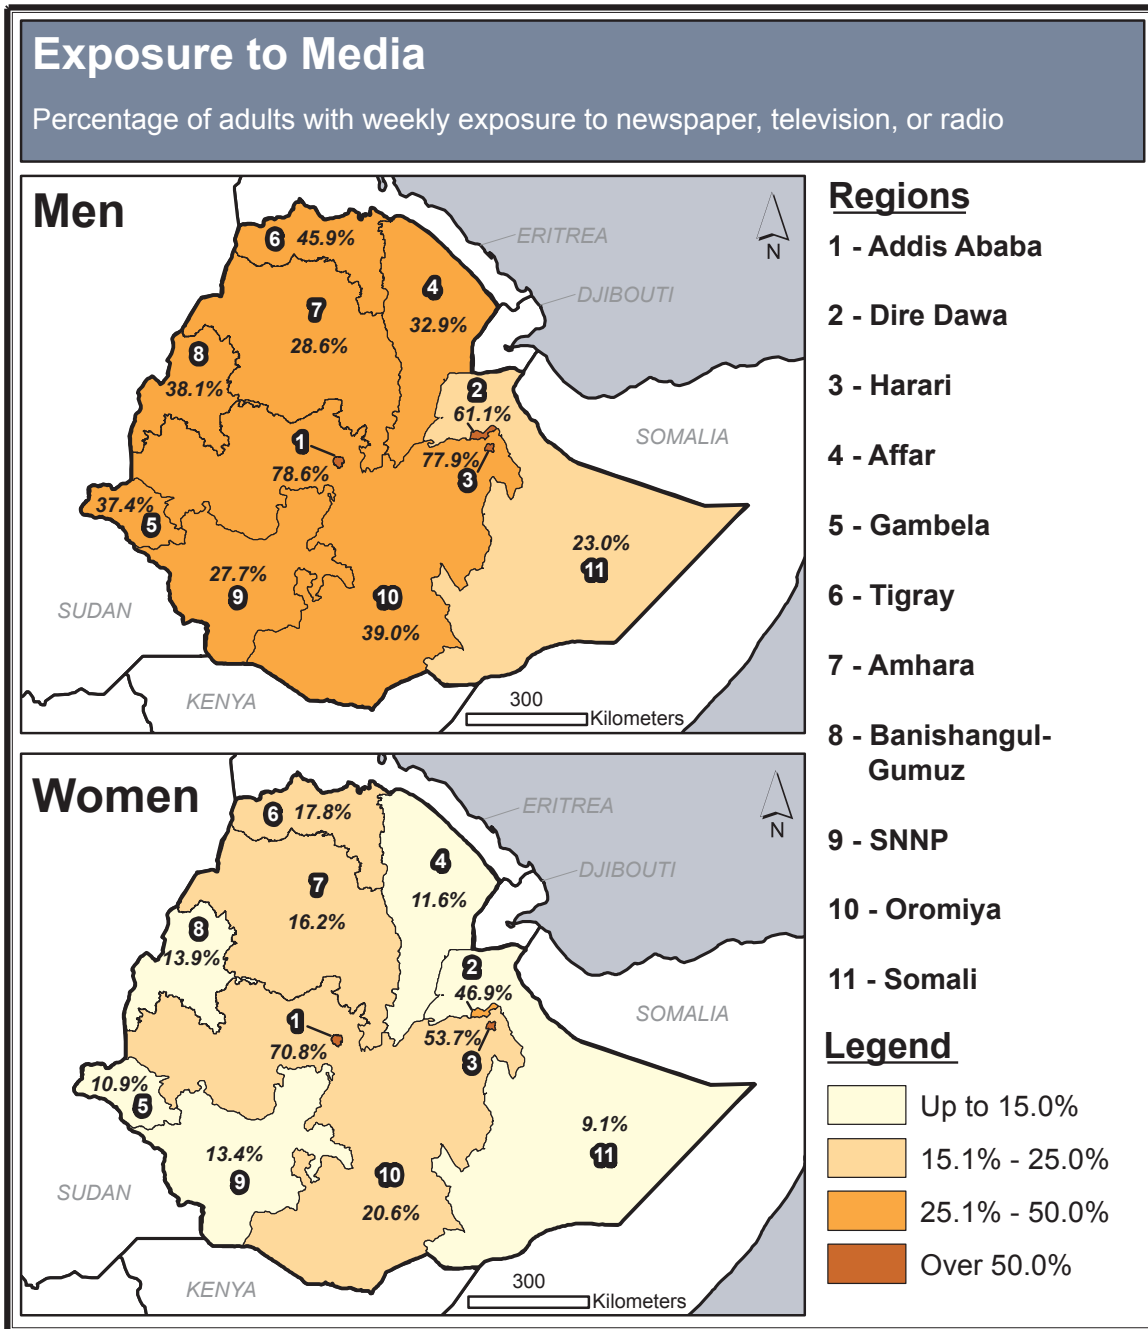 Exposure to Media
Percentage of adults with weekly exposure to newspaper, television, or radio
Men
6 45.9%
ERITREA
N
4
DJIBOUTI
7
32.9%
28.6%
8
38.1%
2
61.1%
SOMALIA
1
77.9%
78.6%
3
37.4%
5
23.0%
27.7%
11
9
10
SUDAN
39.0%
KENYA
300
Kilometers
Women
6 17.8%
ERITREA
N
4
DJIBOUTI
7
11.6%
16.2%
8
13.9%
2
46.9%
SOMALIA
1
53.7%
70.8%
3
10.9%
5
9.1%
13.4%
11
9
10
SUDAN
20.6%
KENYA
300
Kilometers
Regions
1 - Addis Ababa
2 - Dire Dawa
3 - Harari
4 - Affar
5 - Gambela
6 - Tigray
7 - Amhara
8 - Banishangul-
Gumuz
9 - SNNP
10 - Oromiya
11 - Somali
Legend
Up to 15.0%
15.1% - 25.0%
25.1% - 50.0%
Over 50.0%